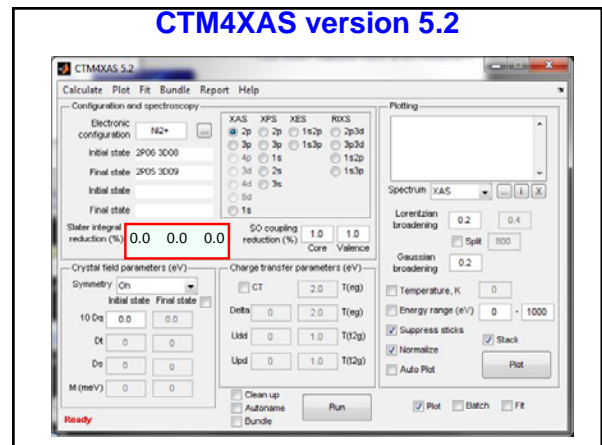 CTM4XAS version 5.2
CTM4XAS 5.2
Calculate Plot Fit Bundle Report Help
Configuration and spectroscopy
Electronic configuration Ni2+ ...
Initial state 2P06 3D08
Final state 2P05 3D09
Initial state
Final state
XAS XPS XES RIXS
2p 2p 1s2p 2p3d
3p 3p 1s3p 3p3d
4p 1s 1s2p
3d 2s 1s3p
4d 3s
5d
1s
Slater integral reduction (%) 0.0 0.0 0.0
SO coupling reduction (%) 1.0 1.0
Core Valence
Crystal field parameters (eV)
Symmetry Oh
Initial state Final state
10 Dq 0.0 0.0
Dt 0 0
Ds 0 0
M (meV) 0 0
Charge transfer parameters (eV)
CT 2.0 T(eg)
Delta 0 2.0 T(eg)
Udd 0 1.0 T(t2g)
Upd 0 1.0 T(t2g)
Clean up
Autoname
Bundle
Run
Ready
Plotting
Spectrum XAS ... i X
Lorentzian broadening 0.2 0.4
Split 800
Gaussian broadening 0.2
Temperature, K 0
Energy range (eV) 0 - 1000
Suppress sticks
Stack
Normalize
Auto Plot
Plot
Plot Batch Fit